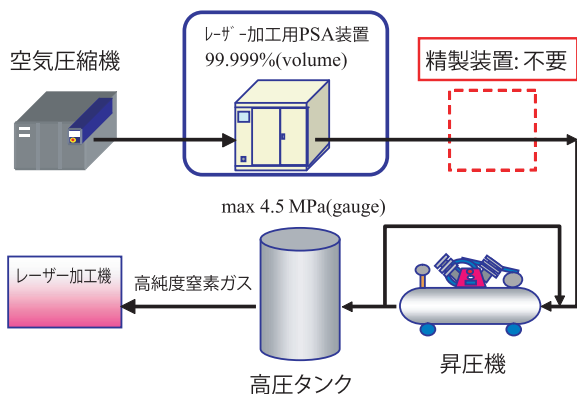 レーザー加工用PSA装置
99.999%(volume)
空気圧縮機
精製装置: 不要
max 4.5 MPa(gauge)
レーザー加工機
高純度窒素ガス
高圧タンク
昇圧機